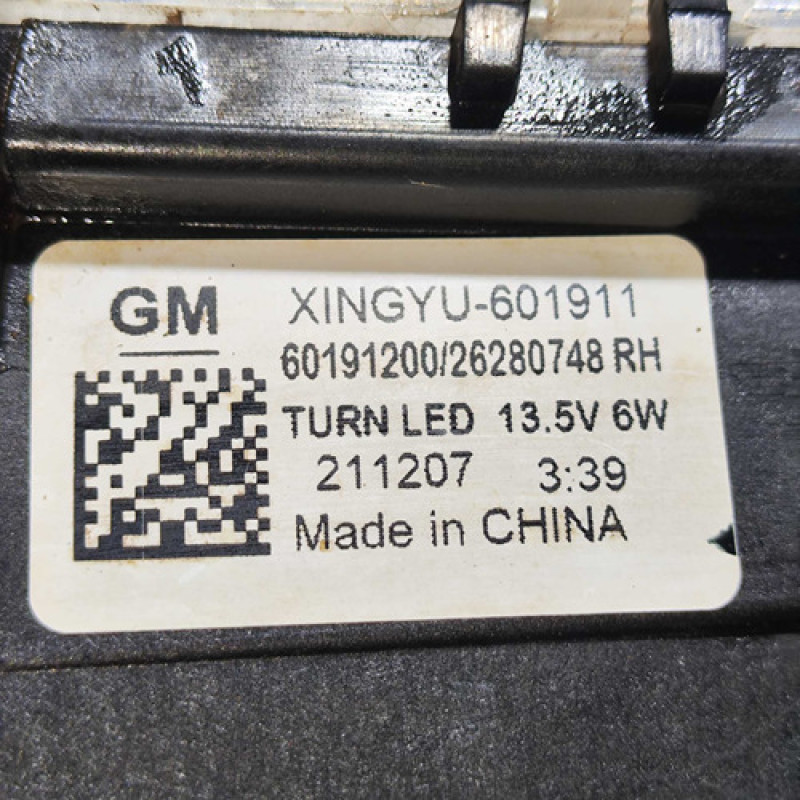 GM
XINGYU-601911
60191200/26280748 RH
TURN LED 13.5V 6W
211207 3:39
Made in CHINA